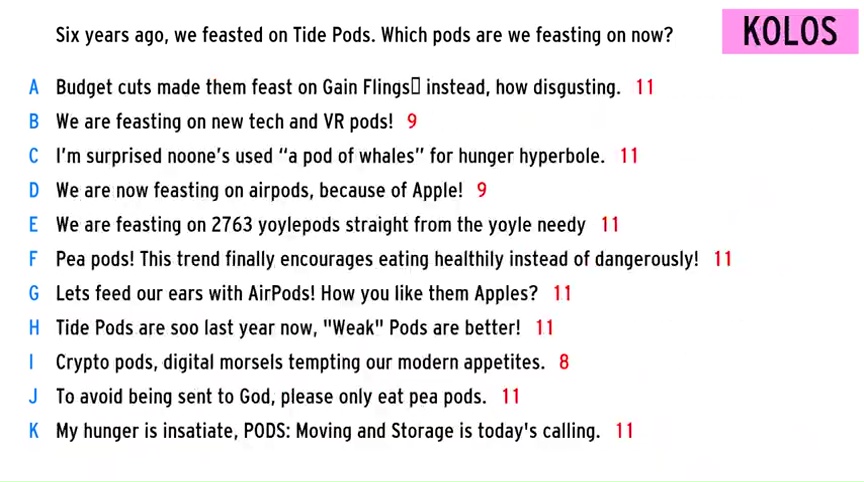 Six years ago, we feasted on Tide Pods. Which pods are we feasting on now?
KOLOS
A Budget cuts made them feast on Gain Flings▯ instead, how disgusting. 11
B We are feasting on new tech and VR pods! 9
C I'm surprised noone's used “a pod of whales” for hunger hyperbole. 11
D We are now feasting on airpods, because of Apple! 9
E We are feasting on 2763 yoylepods straight from the yoyle needy 11
F Pea pods! This trend finally encourages eating healthily instead of dangerously! 11
G Lets feed our ears with AirPods! How you like them Apples? 11
H Tide Pods are soo last year now, "Weak" Pods are better! 11
I Crypto pods, digital morsels tempting our modern appetites. 8
J To avoid being sent to God, please only eat pea pods. 11
K My hunger is insatiate, PODS: Moving and Storage is today's calling. 11